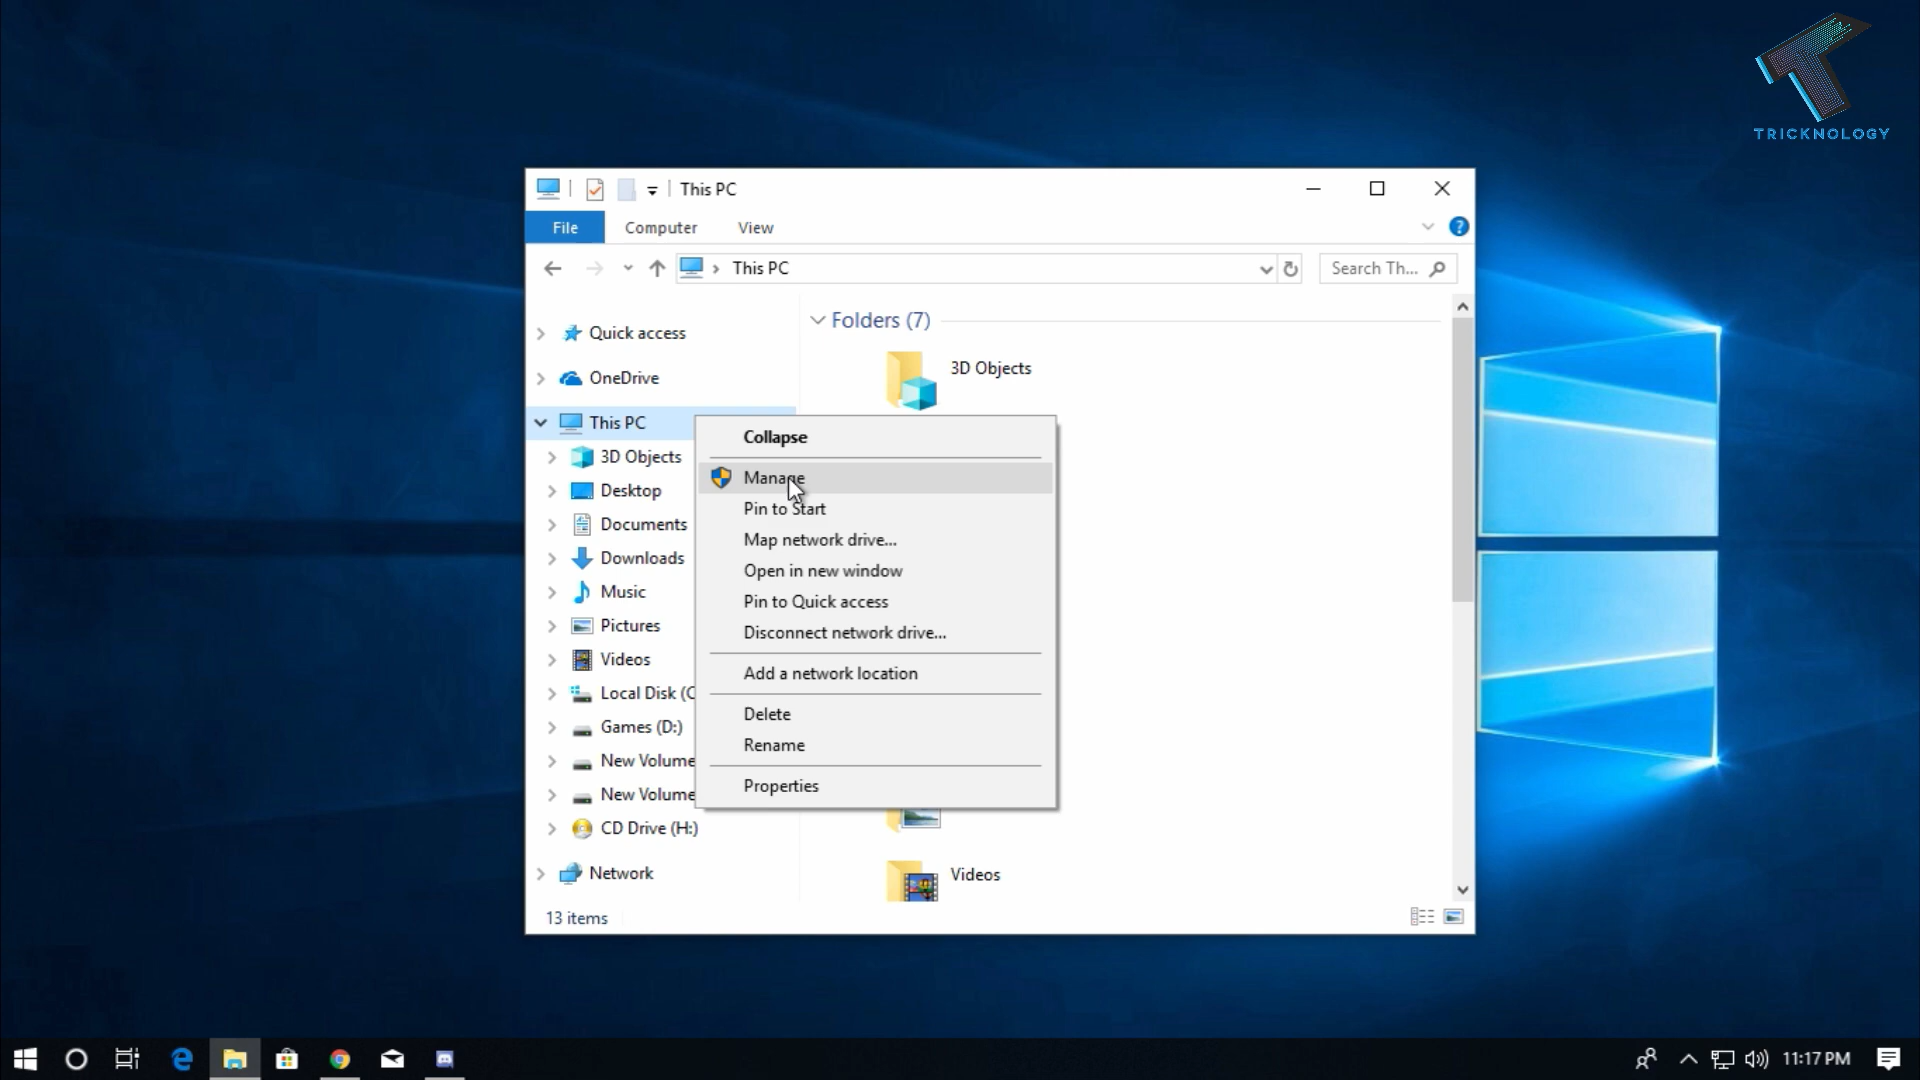 TRICKNOLOGY
This PC
File Computer View
This PC
Search Th...
Quick access
OneDrive
This PC
3D Objects
Desktop
Documents
Downloads
Music
Pictures
Videos
Local Disk (C
Games (D:)
New Volume
New Volume
CD Drive (H:)
Network
Folders (7)
3D Objects
Collapse
Manage
Pin to Start
Map network drive...
Open in new window
Pin to Quick access
Disconnect network drive...
Add a network location
Delete
Rename
Properties
Videos
13 items
11:17 PM